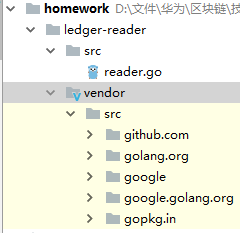 homework D:\文件\华为\区块链\技
ledger-reader
src
reader.go
vendor
src
github.com
golang.org
google
google.golang.org
gopkg.in